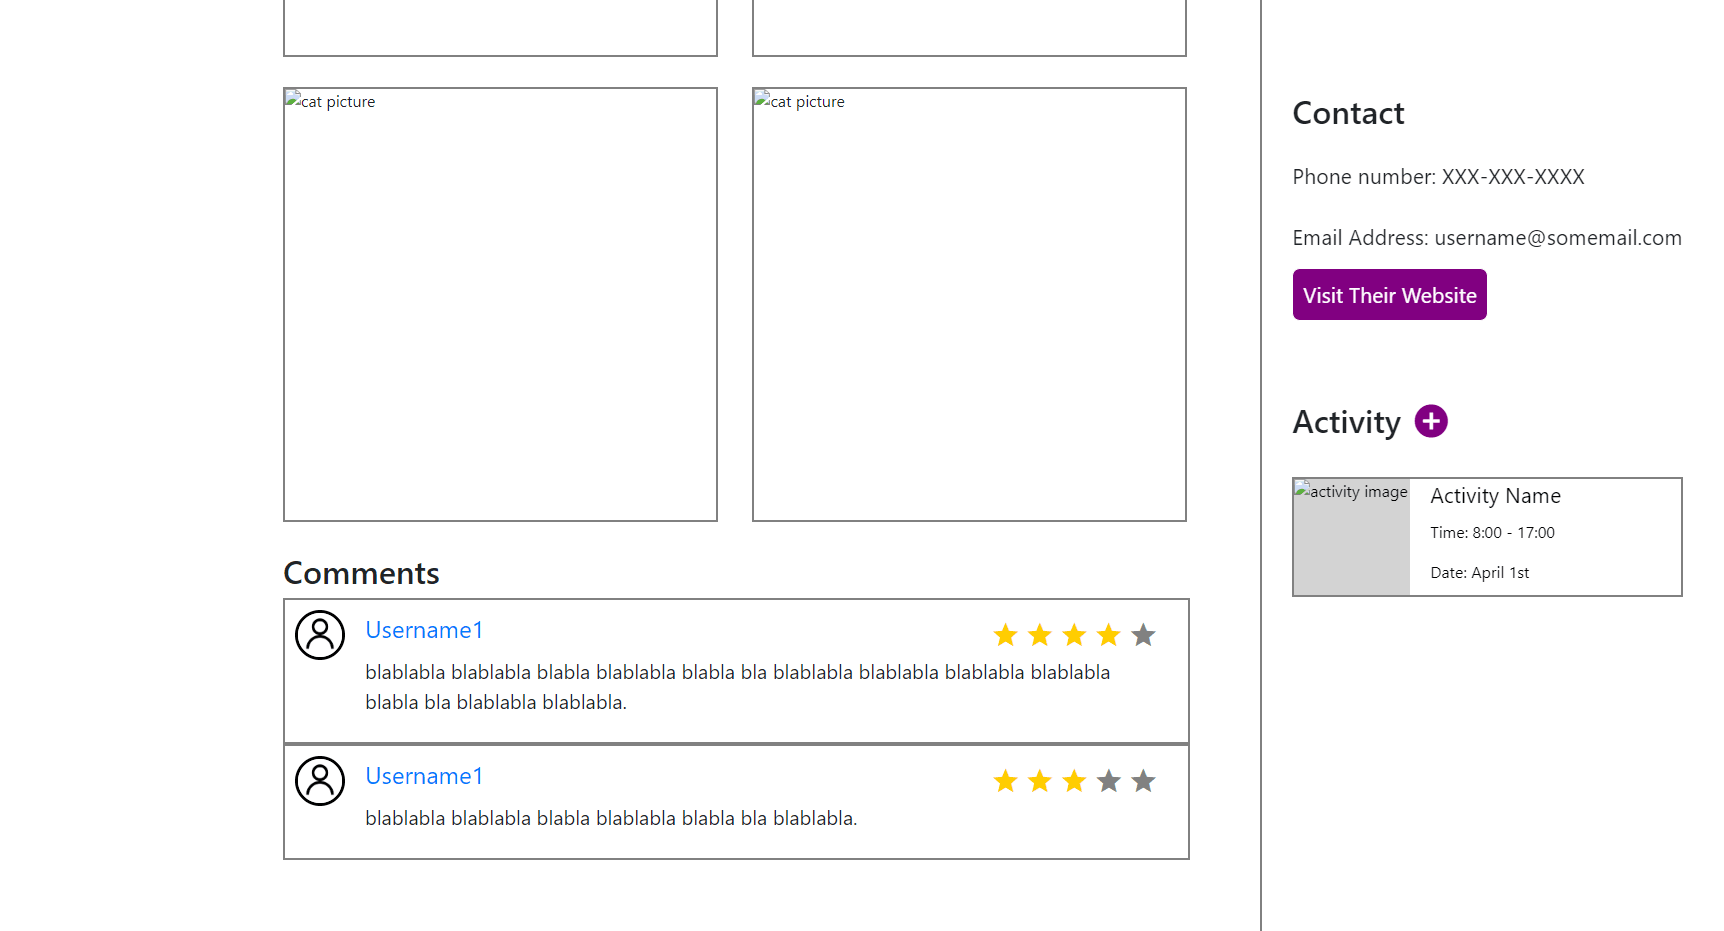 cat picture
cat picture
Comments
Username1
blablabla blablabla blabla blablabla blabla bla blablabla blablabla blablabla blablabla
blabla bla blablabla blablabla.
Username1
blablabla blablabla blabla blablabla blabla bla blablabla.
Contact
Phone number: XXX-XXX-XXXX
Email Address: username@somemail.com
Visit Their Website
Activity
activity image
Activity Name
Time: 8:00 - 17:00
Date: April 1st